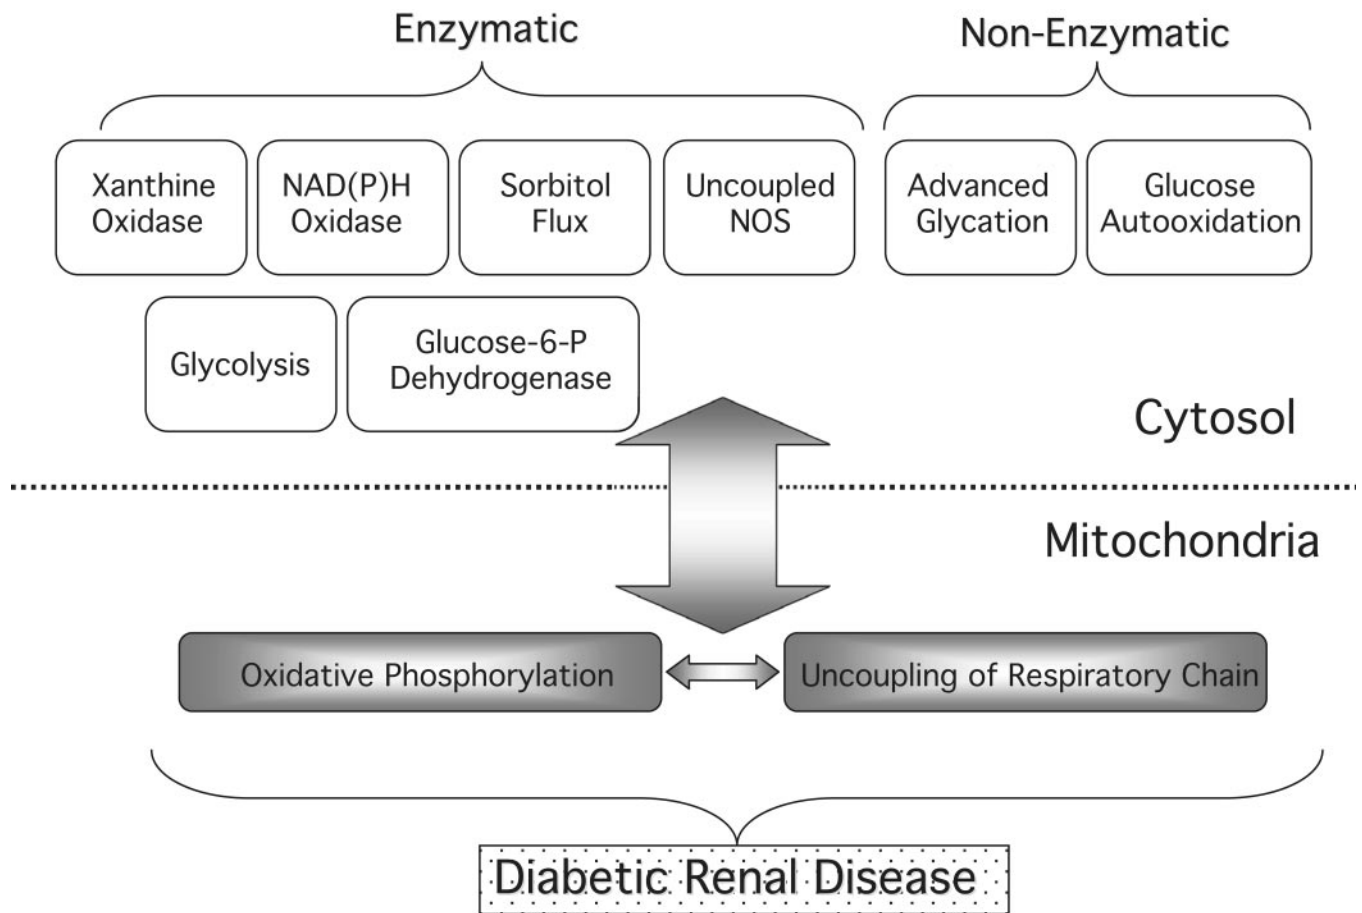 Enzymatic
Non-Enzymatic
Xanthine
Oxidase
NAD(P)H
Oxidase
Sorbitol
Flux
Uncoupled
NOS
Advanced
Glycation
Glucose
Autooxidation
Glycolysis
Glucose-6-P
Dehydrogenase
Cytosol
Mitochondria
Oxidative Phosphorylation
Uncoupling of Respiratory Chain
Diabetic Renal Disease